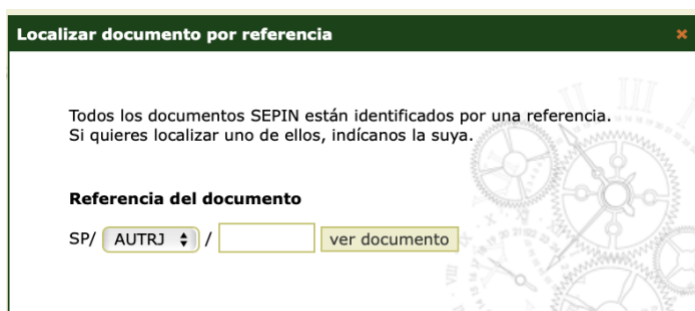 Localizar documento por referencia
Todos los documentos SEPIN están identificados por una referencia.
Si quieres localizar uno de ellos, indícanos la suya.
Referencia del documento
SP/ AUTRJ / ver documento